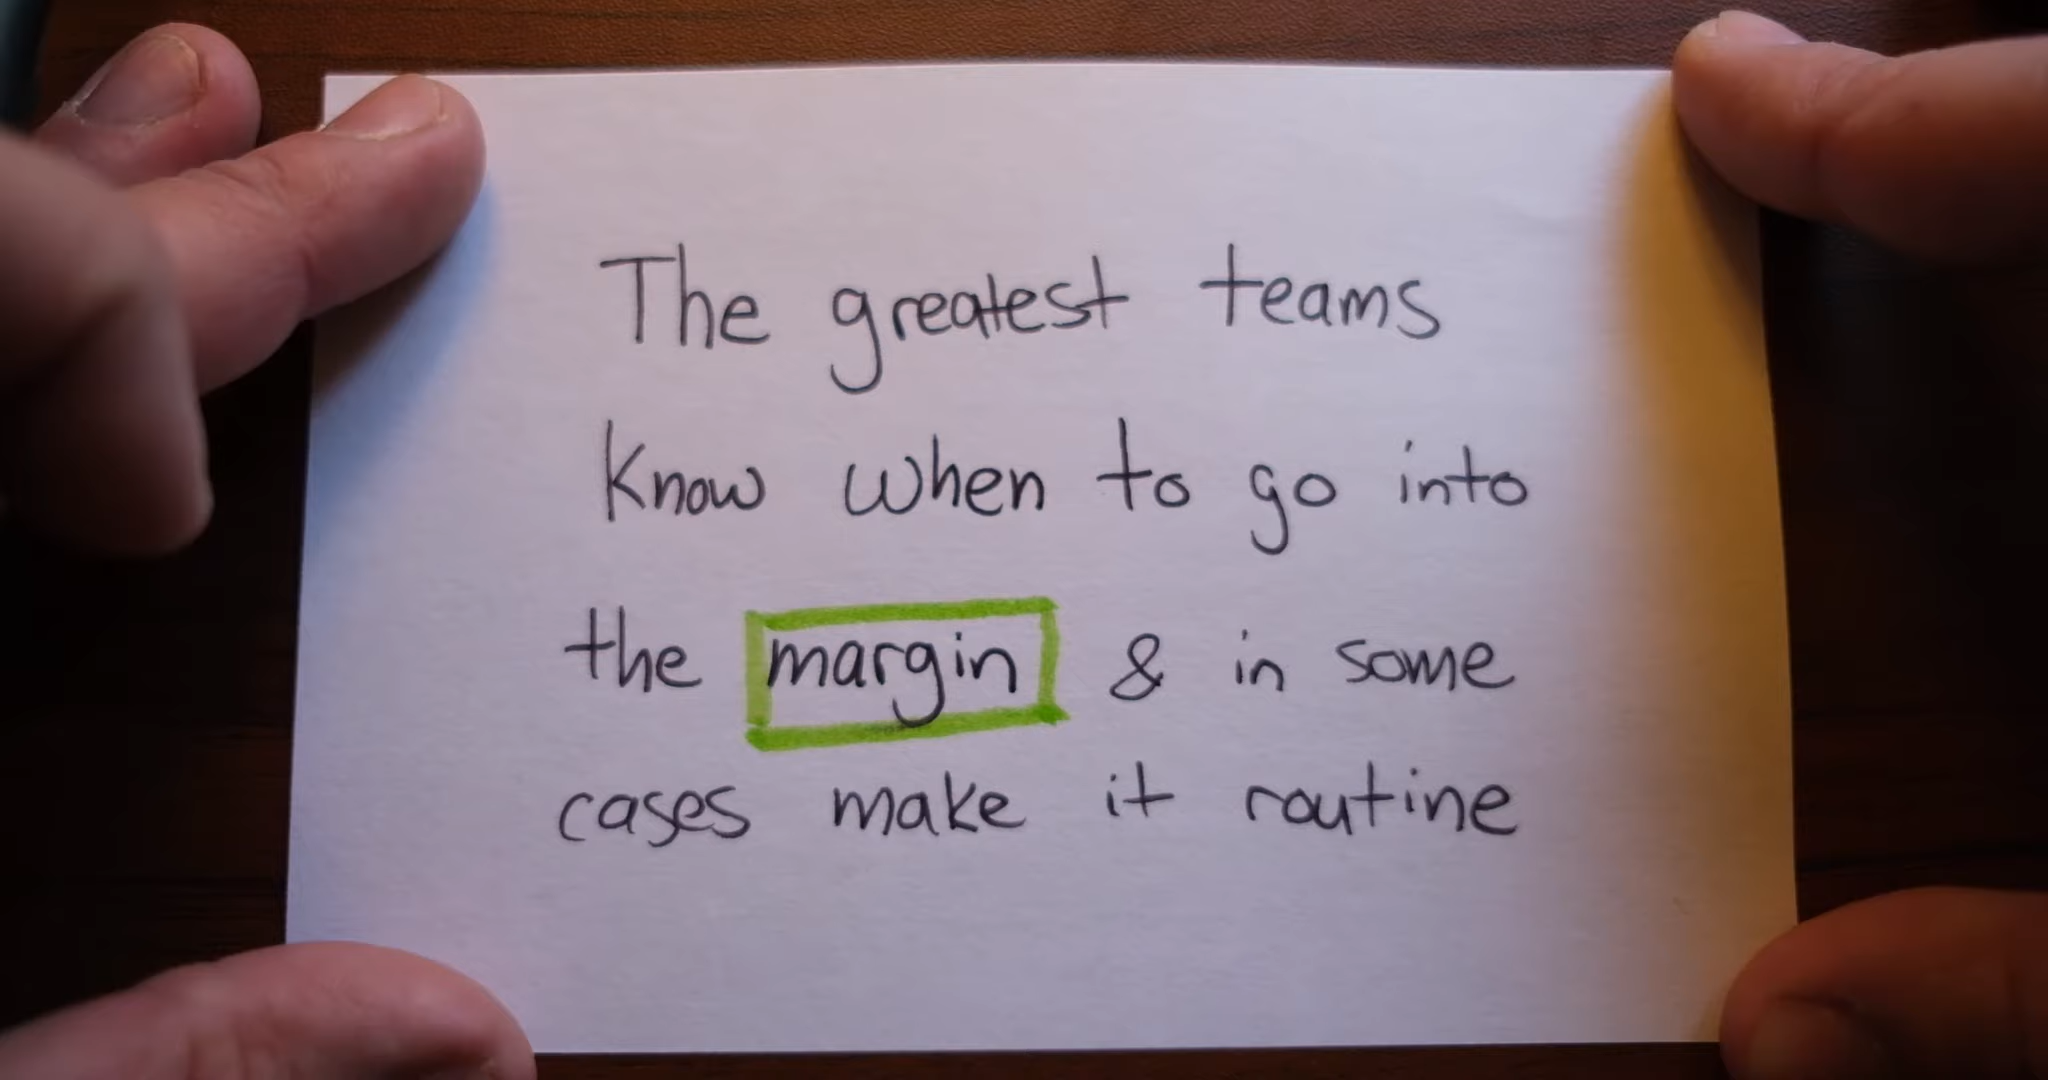 The greatest teams
know when to go into
the margin & in some
cases make it routine